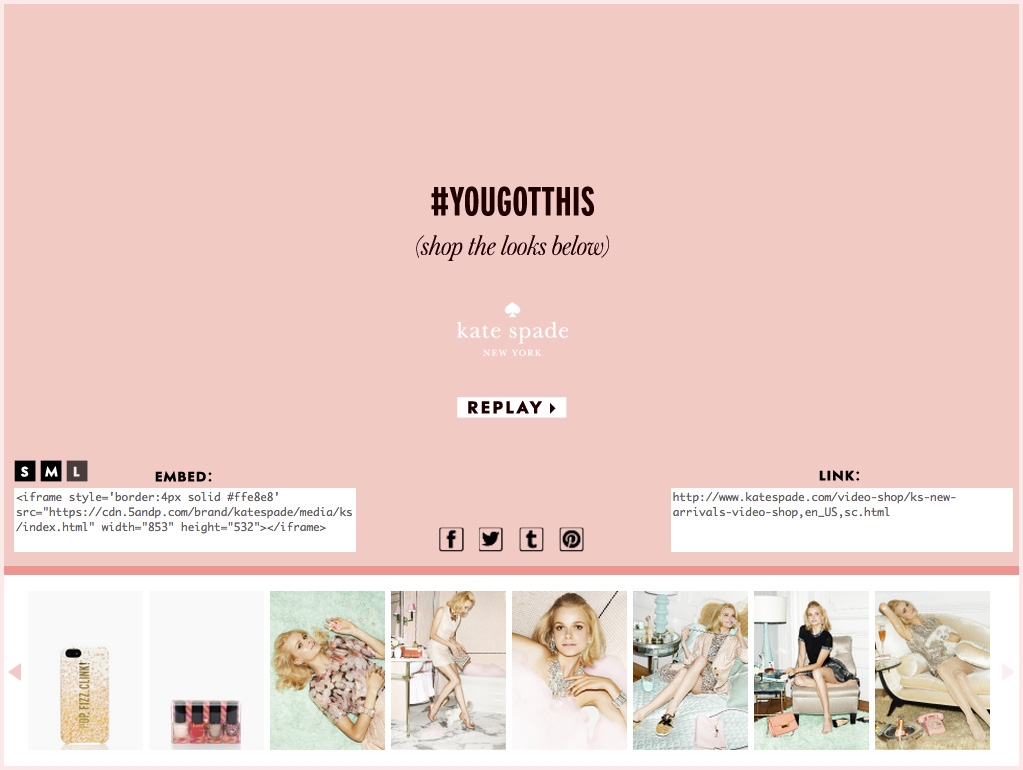 #YOUGOTTHIS
(shop the looks below)
kate spade
NEW YORK
REPLAY
S M L
EMBED:
<iframe style='border:4px solid #ffe8e8'
src="https://cdn.5andp.com/brand/katespade/media/ks
/index.html" width="853" height="532"></iframe>
LINK:
http://www.katespade.com/video-shop/ks-new-
arrivals-video-shop,en_US,sc.html
POP, FIZZ, CLINK!